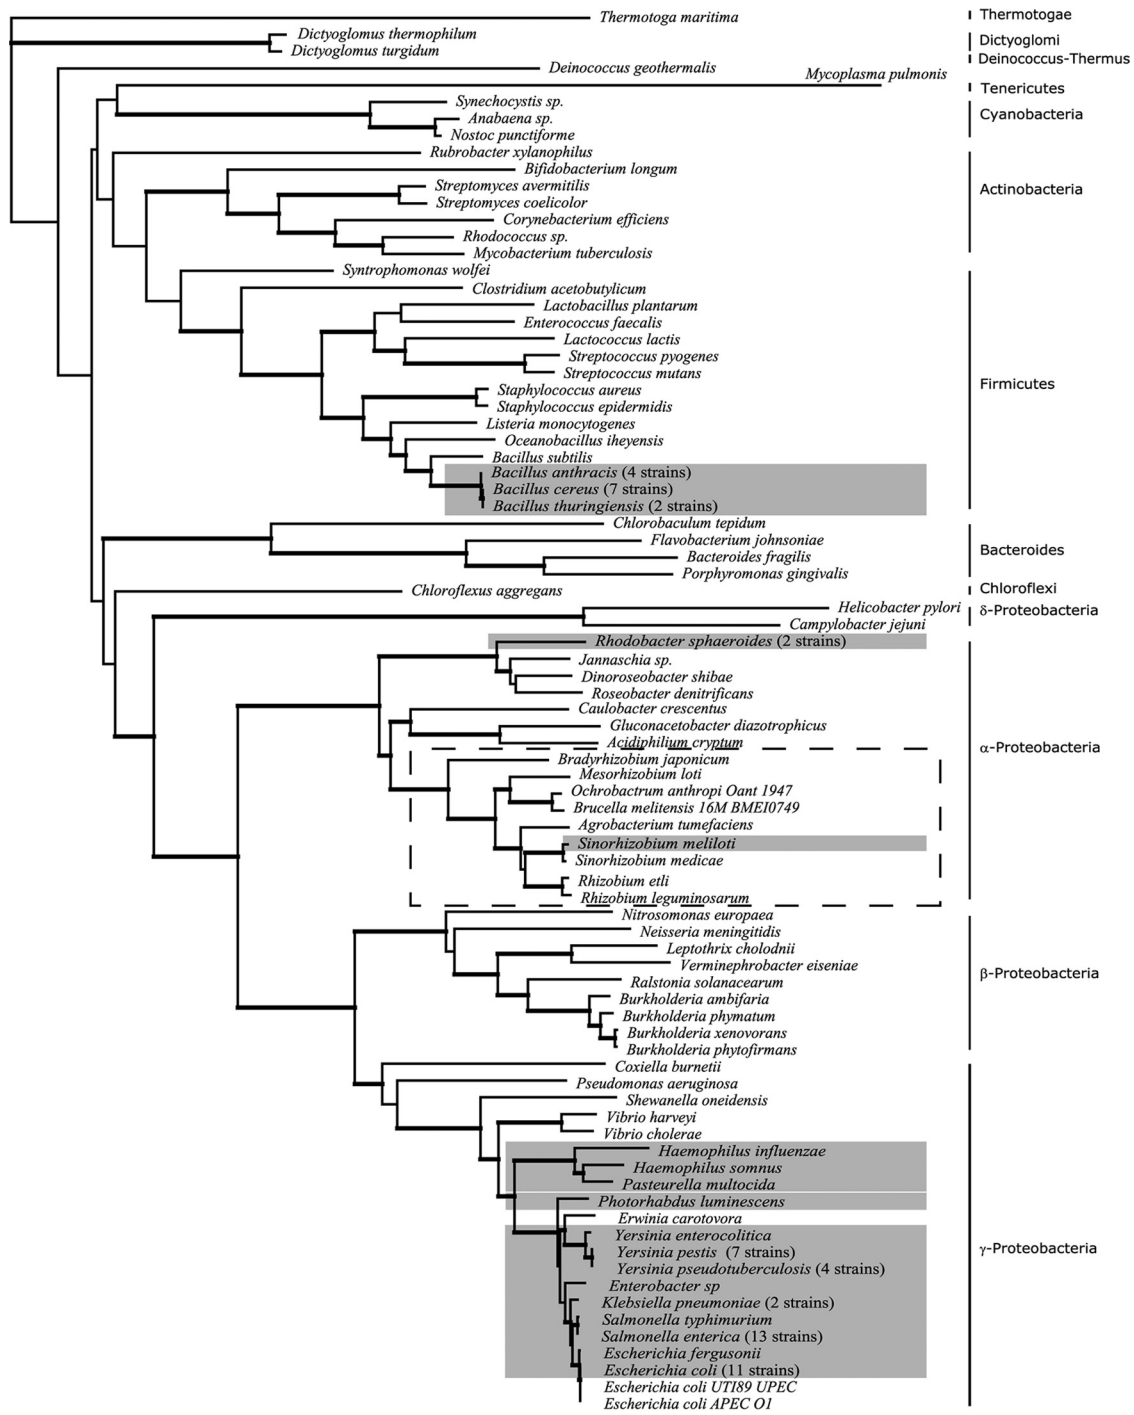 Thermotoga maritima
Thermotogae
Dictyoglomus thermophilum
Dictyoglomus turgidum
Dictyoglomi
Deinococcus geothermalis
Deinococcus-Thermus
Mycoplasma pulmonis
Tenericutes
Synechocystis sp.
Anabaena sp.
Nostoc punctiforme
Cyanobacteria
Rubrobacter xylanophilus
Bifidobacterium longum
Streptomyces avermitilis
Streptomyces coelicolor
Corynebacterium efficiens
Rhodococcus sp.
Mycobacterium tuberculosis
Actinobacteria
Syntrophomonas wolfei
Clostridium acetobutylicum
Lactobacillus plantarum
Enterococcus faecalis
Lactococcus lactis
Streptococcus pyogenes
Streptococcus mutans
Staphylococcus aureus
Staphylococcus epidermidis
Listeria monocytogenes
Oceanobacillus iheyensis
Bacillus subtilis
Bacillus anthracis (4 strains)
Bacillus cereus (7 strains)
Bacillus thuringiensis (2 strains)
Firmicutes
Chlorobaculum tepidum
Flavobacterium johnsoniae
Bacteroides fragilis
Porphyromonas gingivalis
Bacteroides
Chloroflexus aggregans
Chloroflexi
Helicobacter pylori
Campylobacter jejuni
δ-Proteobacteria
Rhodobacter sphaeroides (2 strains)
Jannaschia sp.
Dinoroseobacter shibae
Roseobacter denitrificans
Caulobacter crescentus
Gluconacetobacter diazotrophicus
Acidiphilium cryptum
Bradyrhizobium japonicum
Mesorhizobium loti
Ochrobactrum anthropi Oant 1947
Brucella melitensis 16M BMEI0749
Agrobacterium tumefaciens
Sinorhizobium meliloti
Sinorhizobium medicae
Rhizobium etli
Rhizobium leguminosarum
α-Proteobacteria
Nitrosomonas europaea
Neisseria meningitidis
Leptothrix cholodnii
Verminephrobacter eiseniae
Ralstonia solanacearum
Burkholderia ambifaria
Burkholderia phymatum
Burkholderia xenovorans
Burkholderia phytofirmans
β-Proteobacteria
Coxiella burnetii
Pseudomonas aeruginosa
Shewanella oneidensis
Vibrio harveyi
Vibrio cholerae
Haemophilus influenzae
Haemophilus somnus
Pasteurella multocida
Photorhabdus luminescens
Erwinia carotovora
Yersinia enterocolitica
Yersinia pestis (7 strains)
Yersinia pseudotuberculosis (4 strains)
Enterobacter sp
Klebsiella pneumoniae (2 strains)
Salmonella typhimurium
Salmonella enterica (13 strains)
Escherichia fergusonii
Escherichia coli (11 strains)
Escherichia coli UTI89 UPEC
Escherichia coli APEC O1
γ-Proteobacteria